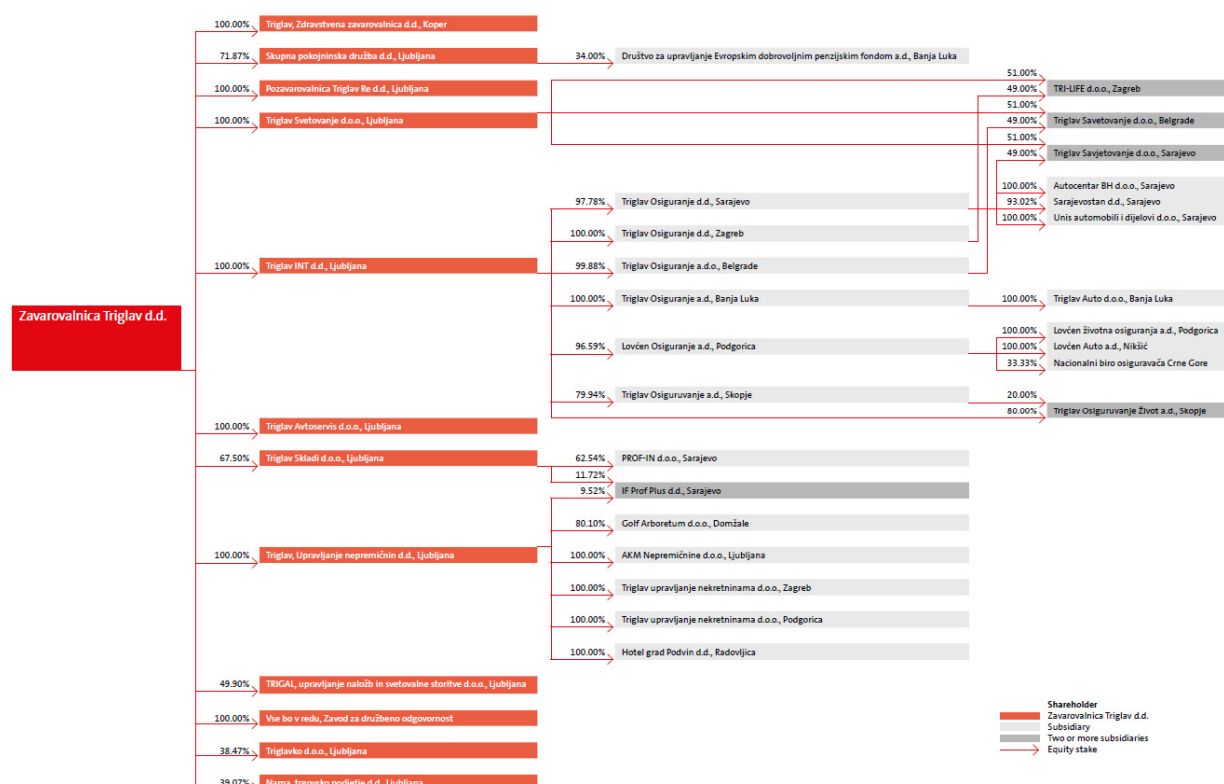 100.00% Triglav, Zdravstvena zavarovalnica d.d., Koper
71.87% Skupna pokojninska družba d.d., Ljubljana 34.00% Društvo za upravljanje Evropskim dobrovoljnim penzijskim fondom a.d., Banja Luka
51.00%
100.00% Pozavarovalnica Triglav Re d.d., Ljubljana 49.00% TRI-LIFE d.o.o., Zagreb
51.00%
100.00% Triglav Svetovanje d.o.o., Ljubljana 49.00% Triglav Savetovanje d.o.o., Belgrade
51.00%
49.00% Triglav Savjetovanje d.o.o., Sarajevo
100.00% Autocentar BH d.o.o., Sarajevo
97.78% Triglav Osiguranje d.d., Sarajevo 93.02% Sarajevostan d.d., Sarajevo
100.00% Unis automobili i dijelovi d.o.o., Sarajevo
100.00% Triglav Osiguranje d.d., Zagreb
100.00% Triglav INT d.d., Ljubljana 99.88% Triglav Osiguranje a.d.o., Belgrade
100.00% Triglav Osiguranje a.d., Banja Luka 100.00% Triglav Auto d.o.o., Banja Luka
Zavarovalnica Triglav d.d.
100.00% Lovćen životna osiguranja a.d., Podgorica
96.59% Lovćen Osiguranje a.d., Podgorica 100.00% Lovćen Auto a.d., Nikšić
33.33% Nacionalni biro osiguravača Crne Gore
79.94% Triglav Osiguruvanje a.d., Skopje 20.00%
80.00% Triglav Osiguruvanje Život a.d., Skopje
100.00% Triglav Avtoservis d.o.o., Ljubljana
67.50% Triglav Skladi d.o.o., Ljubljana 62.54% PROF-IN d.o.o., Sarajevo
11.72%
9.52% IF Prof Plus d.d., Sarajevo
80.10% Golf Arboretum d.o.o., Domžale
100.00% Triglav, Upravljanje nepremičnin d.d., Ljubljana 100.00% AKM Nepremičnine d.o.o., Ljubljana
100.00% Triglav upravljanje nekretninama d.o.o., Zagreb
100.00% Triglav upravljanje nekretninama d.o.o., Podgorica
100.00% Hotel grad Podvin d.d., Radovljica
49.90% TRIGAL, upravljanje naložb in svetovalne storitve d.o.o., Ljubljana
100.00% Vse bo v redu, Zavod za družbeno odgovornost
38.47% Triglavko d.o.o., Ljubljana
39.07% Nama, trgovsko podjetje d.d., Ljubljana
Shareholder
Zavarovalnica Triglav d.d.
Subsidiary
Two or more subsidiaries
Equity stake